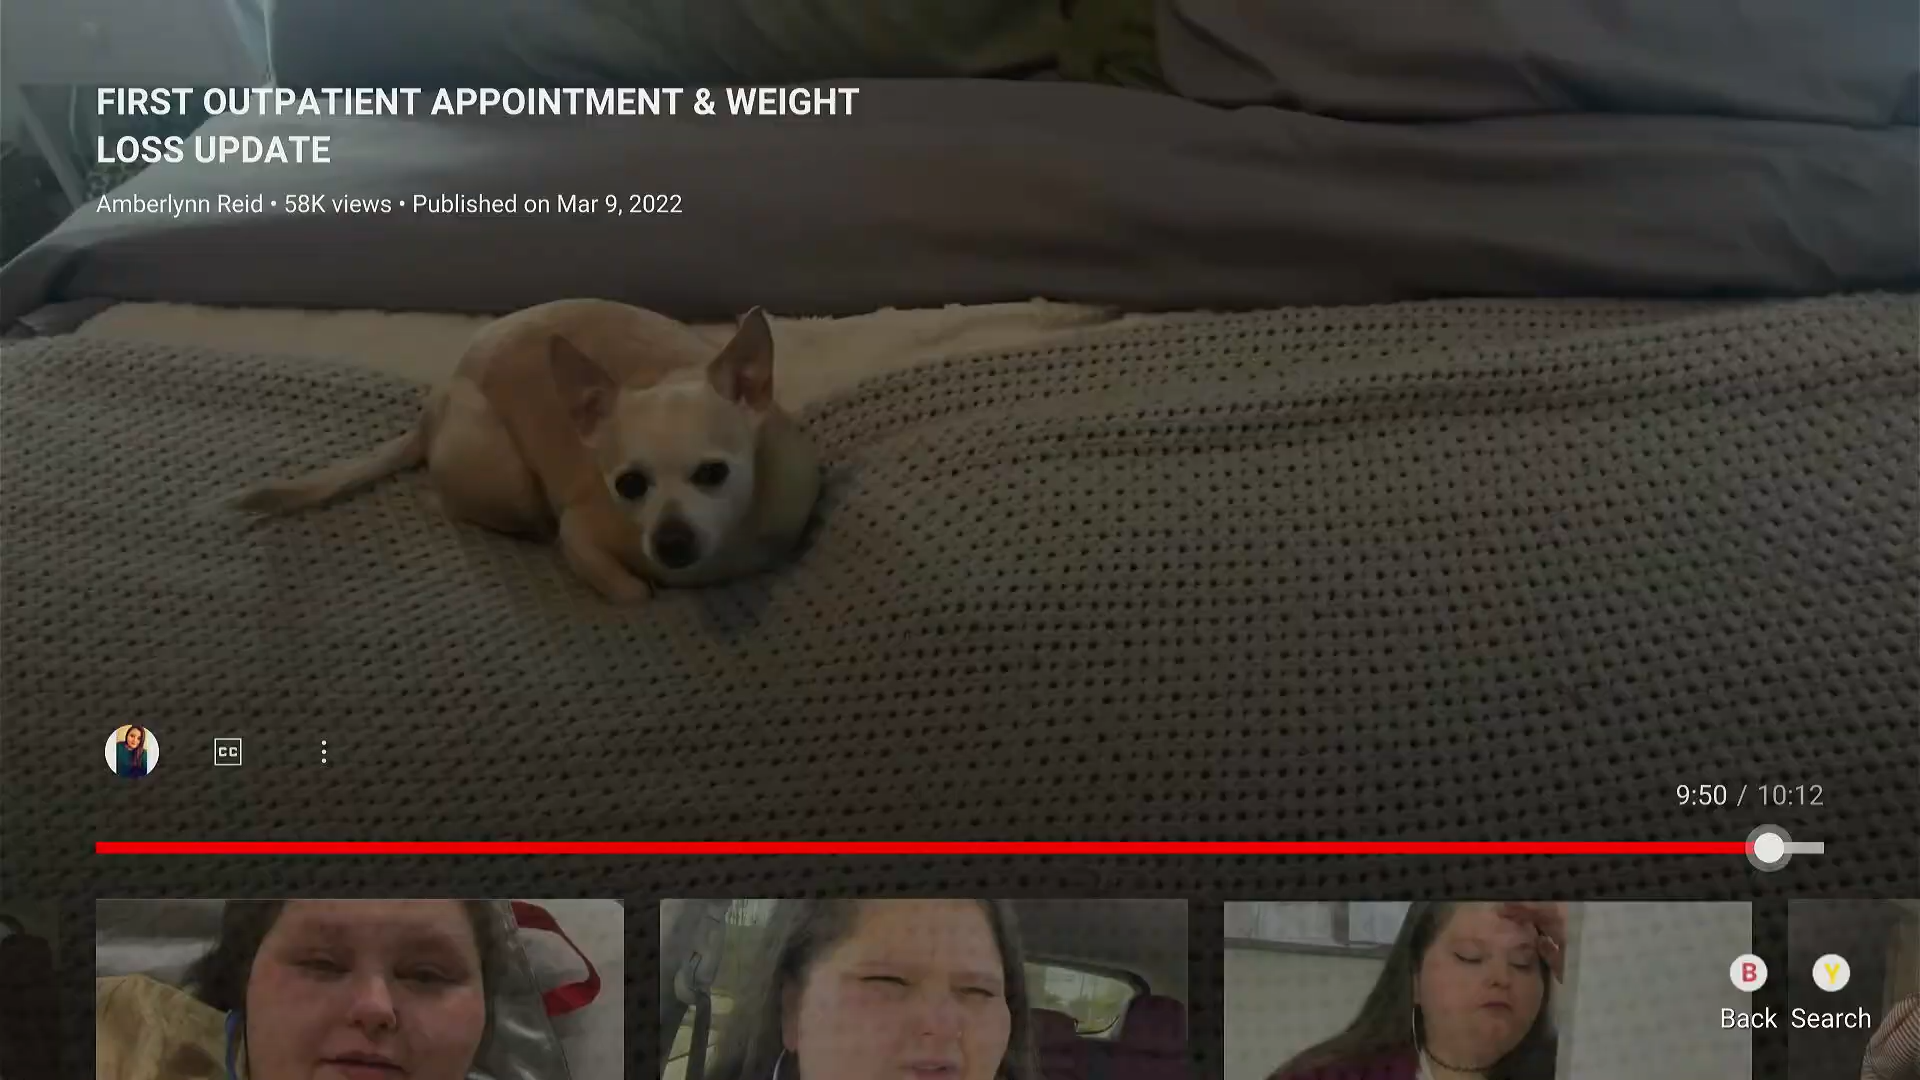 FIRST OUTPATIENT APPOINTMENT & WEIGHT
LOSS UPDATE
Amberlynn Reid • 58K views • Published on Mar 9, 2022
CC
9:50 / 10:12
B Y
Back Search